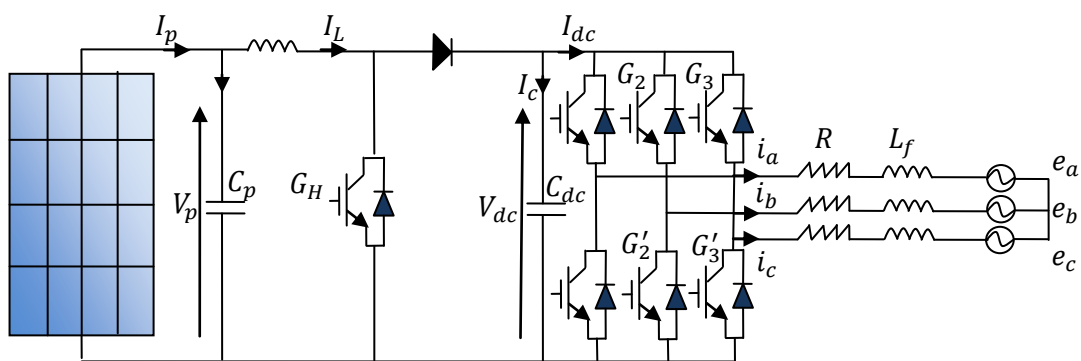 I_p
I_L
I_dc
I_c
G_2
G_3
i_a
R
L_f
e_a
V_p
C_p
G_H
V_dc
C_dc
i_b
e_b
G'_2
G'_3
i_c
e_c